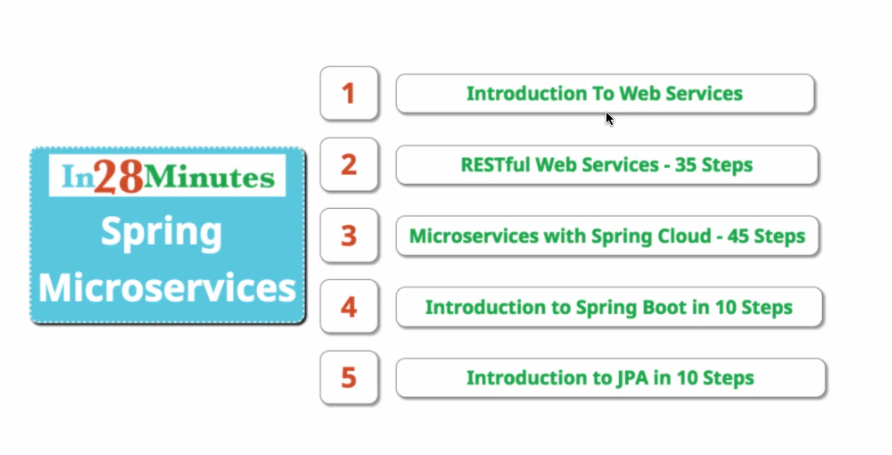 In28Minutes
Spring
Microservices
1
Introduction To Web Services
2
RESTful Web Services - 35 Steps
3
Microservices with Spring Cloud - 45 Steps
4
Introduction to Spring Boot in 10 Steps
5
Introduction to JPA in 10 Steps